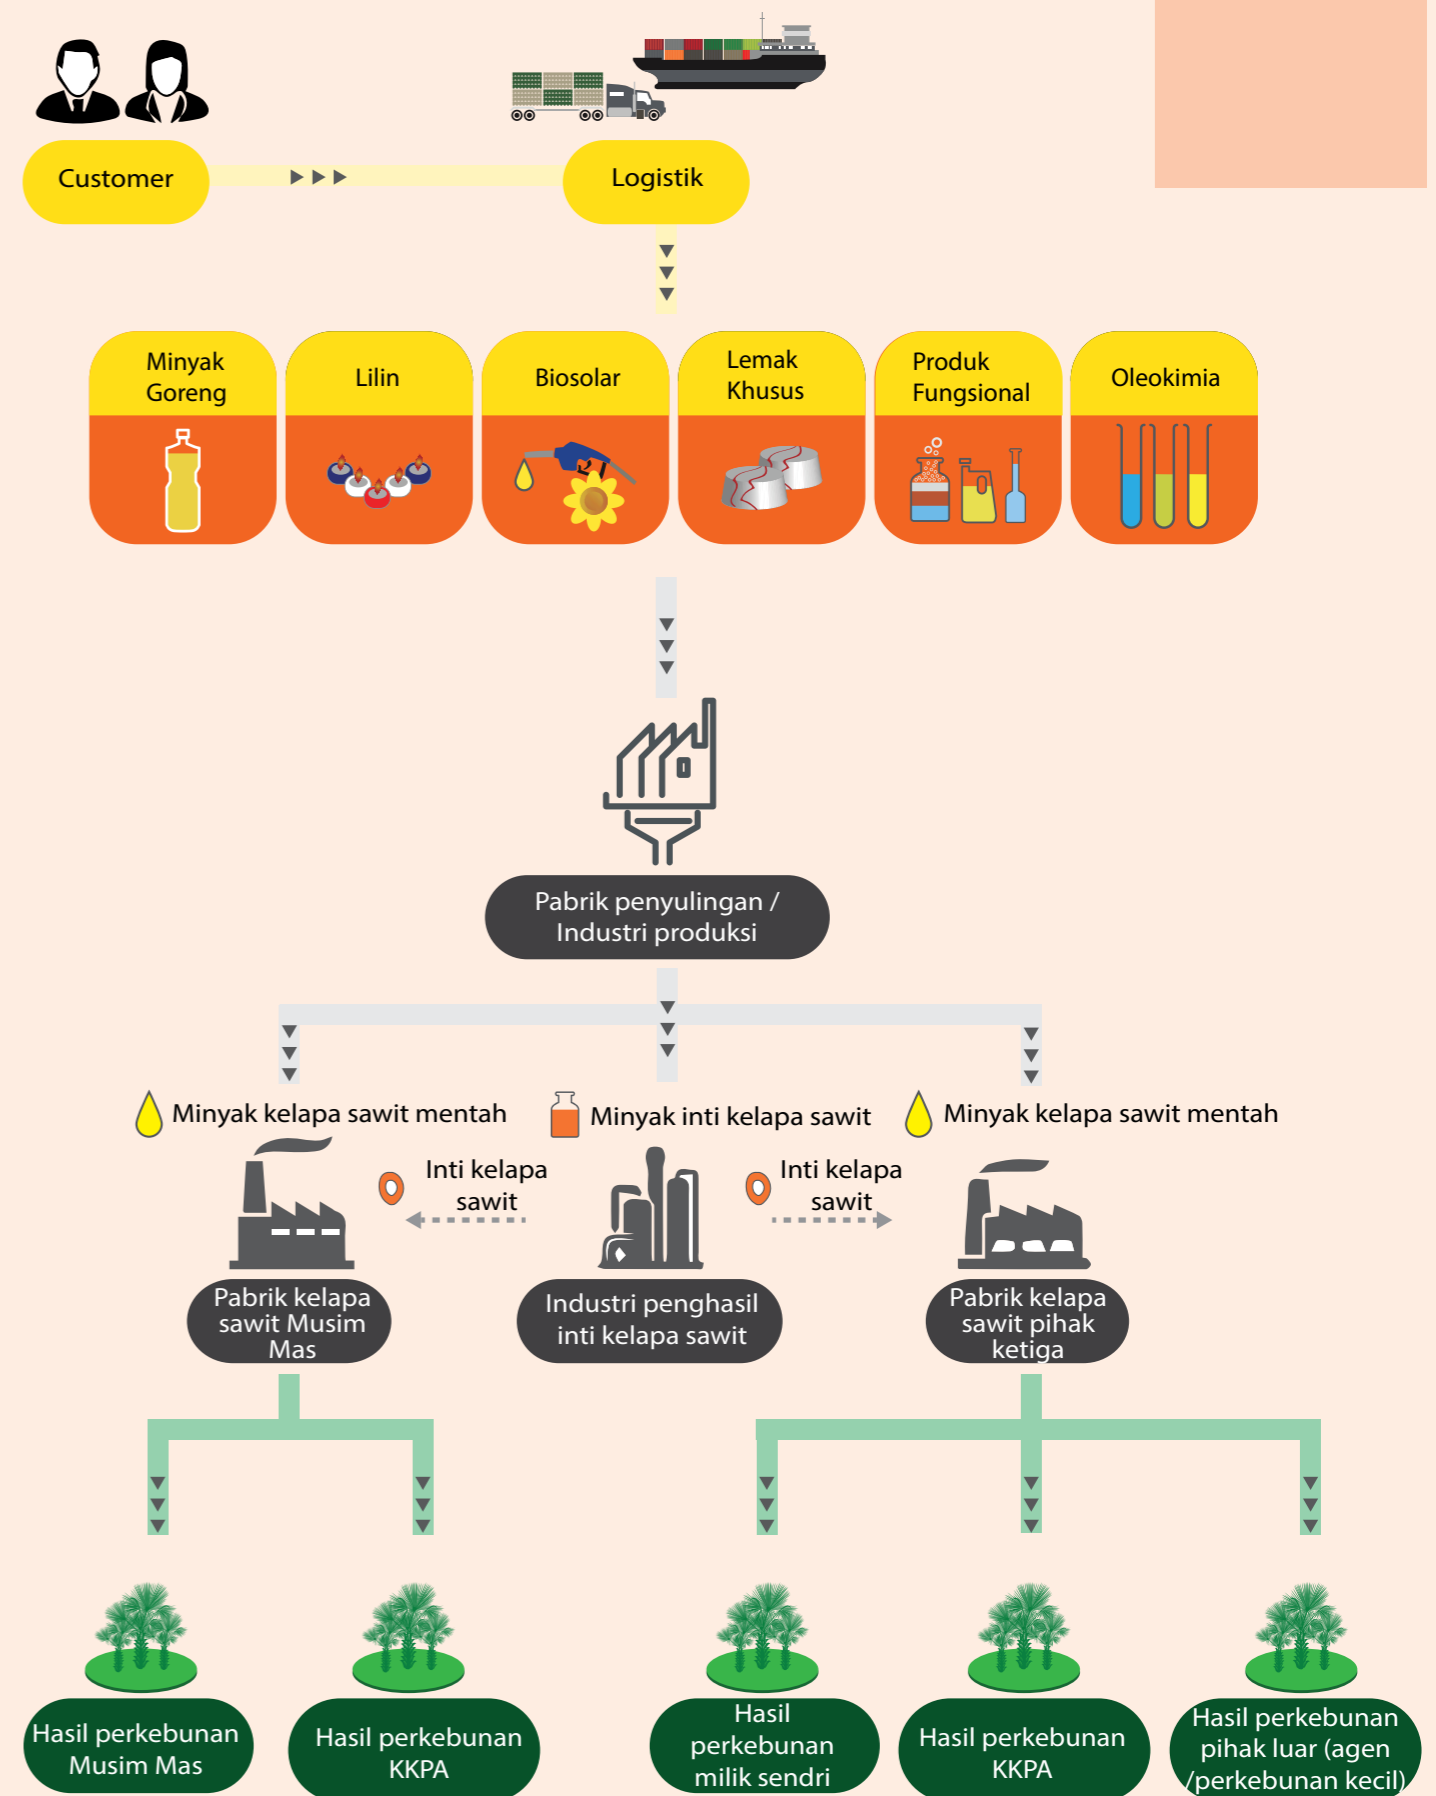 Customer
Logistik
Minyak
Goreng
Lilin
Biosolar
Lemak
Khusus
Produk
Fungsional
Oleokimia
Pabrik penyulingan /
Industri produksi
Minyak kelapa sawit mentah
Minyak inti kelapa sawit
Minyak kelapa sawit mentah
Inti kelapa
sawit
Inti kelapa
sawit
Pabrik kelapa
sawit Musim
Mas
Industri penghasil
inti kelapa sawit
Pabrik kelapa
sawit pihak
ketiga
Hasil perkebunan
Musim Mas
Hasil perkebunan
KKPA
Hasil
perkebunan
milik sendri
Hasil perkebunan
KKPA
Hasil perkebunan
pihak luar (agen
/perkebunan kecil)